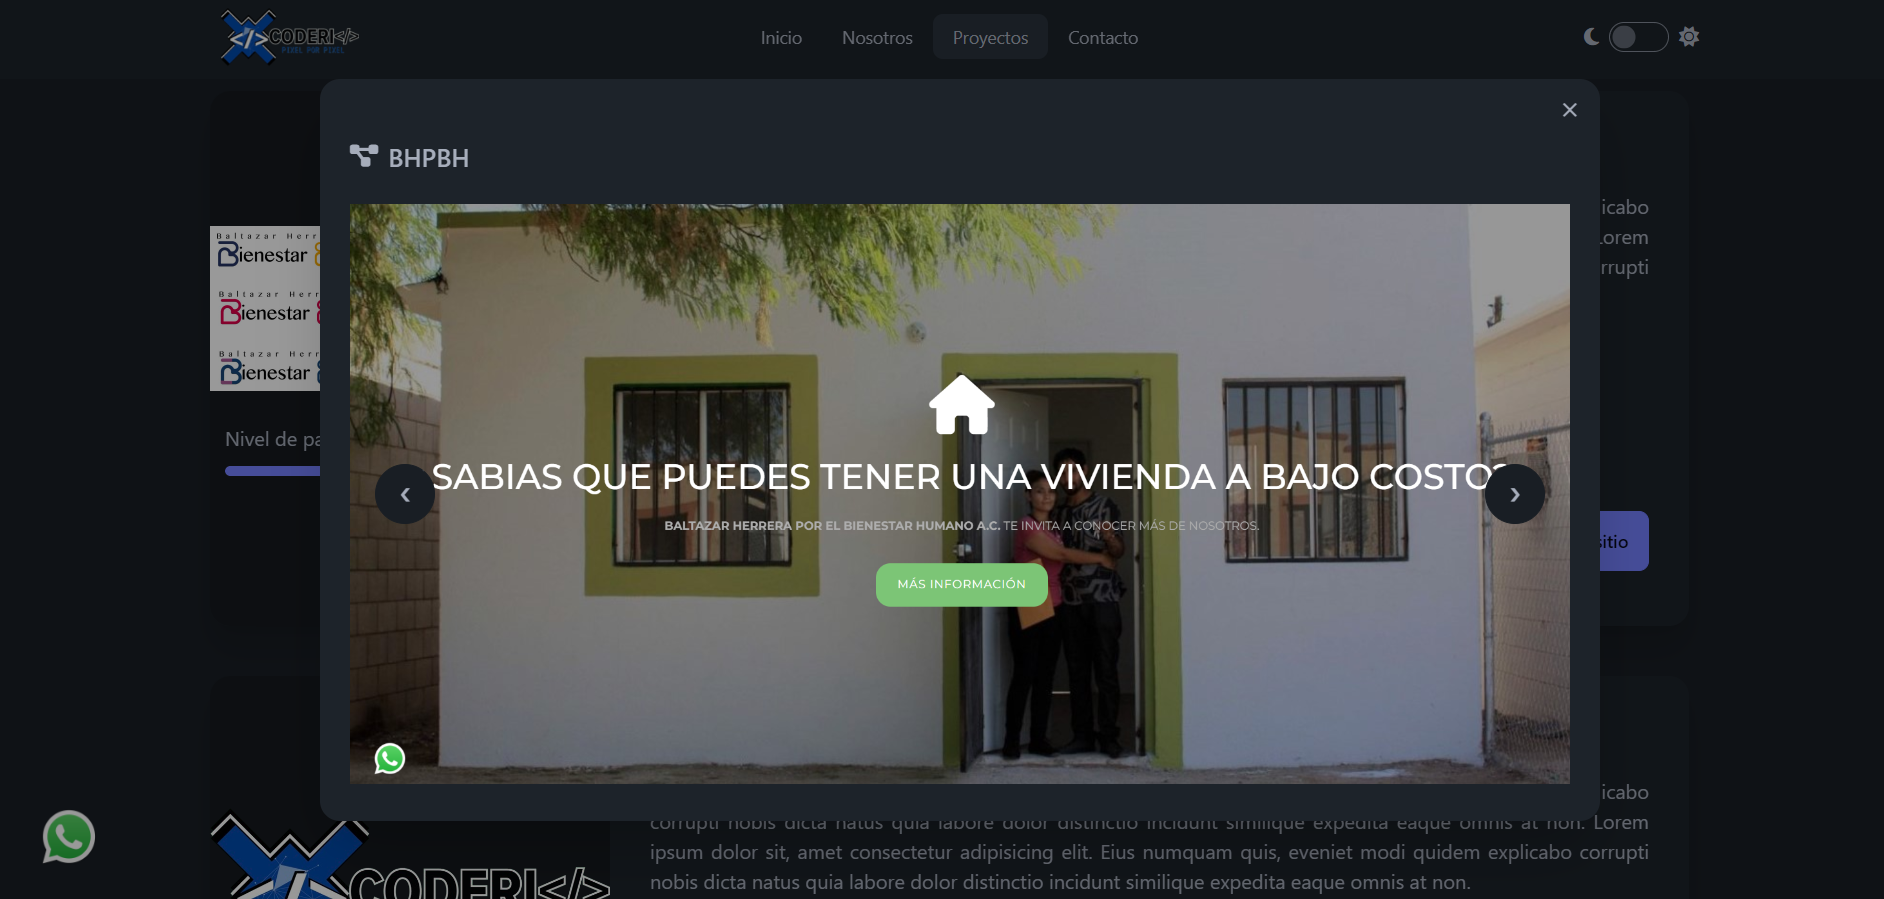 CODERI</>
PIXEL POR PIXEL
Inicio
Nosotros
Proyectos
Contacto
×
BHPBH
SABIAS QUE PUEDES TENER UNA VIVIENDA A BAJO COSTO?
BALTAZAR HERRERA POR EL BIENESTAR HUMANO A.C. TE INVITA A CONOCER MÁS DE NOSOTROS.
MÁS INFORMACIÓN
‹
›
Baltazar Herr
Bienestar
Baltazar Herr
Bienestar
Baltazar Herr
Bienestar
Nivel de pa
icabo
Lorem
rrupti
sitio
CODERI</>
icabo
corrupti nobis dicta natus quia labore dolor distinctio incidunt similique expedita eaque omnis at non. Lorem
ipsum dolor sit, amet consectetur adipisicing elit. Eius numquam quis, eveniet modi quidem explicabo corrupti
nobis dicta natus quia labore dolor distinctio incidunt similique expedita eaque omnis at non.